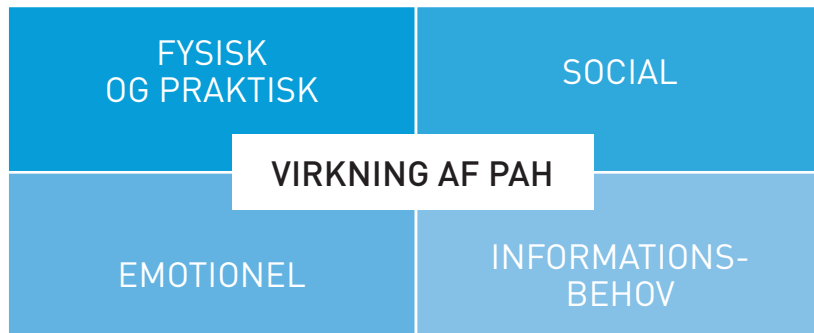 FYSISK
OG PRAKTISK
SOCIAL
VIRKNING AF PAH
EMOTIONEL
INFORMATIONS-
BEHOV